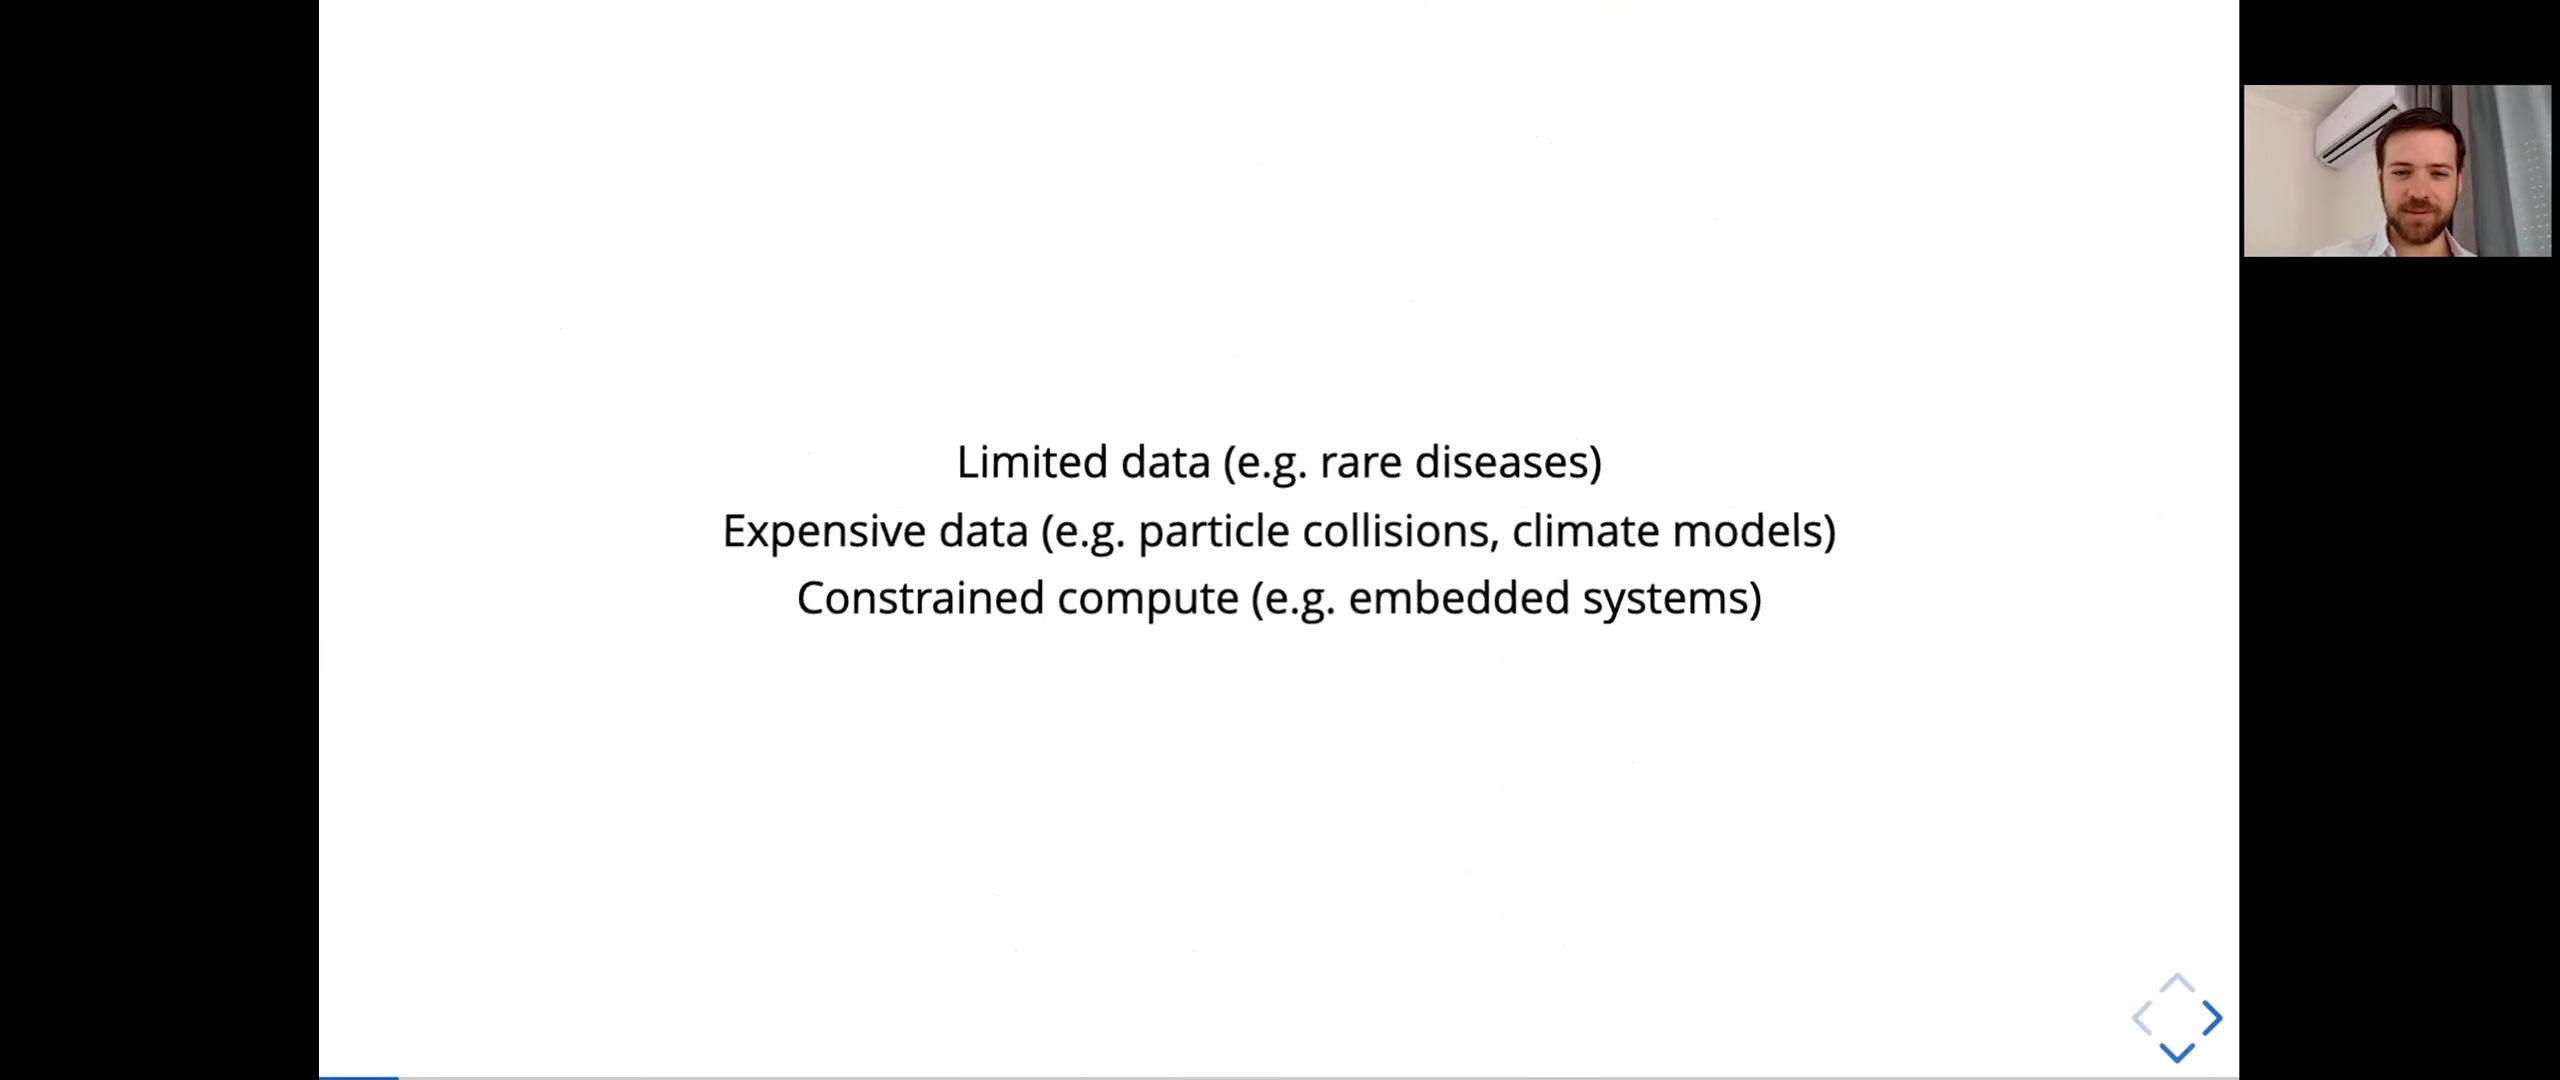 Limited data (e.g. rare diseases)
Expensive data (e.g. particle collisions, climate models)
Constrained compute (e.g. embedded systems)